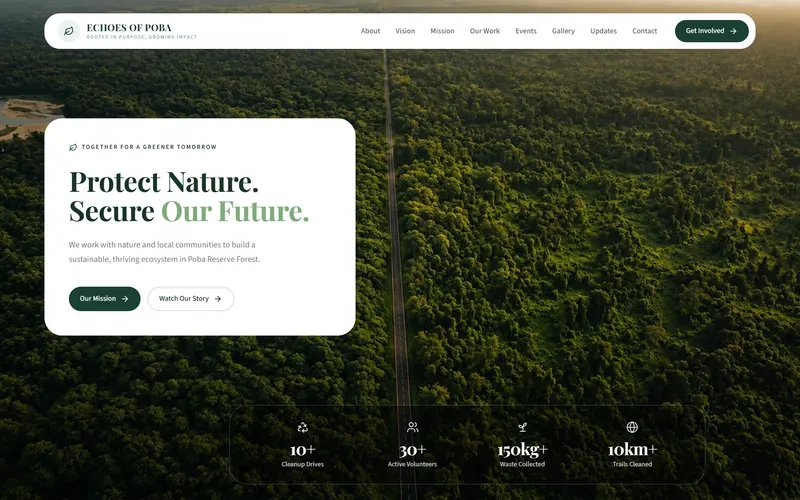 ECHOES OF POBA
ROOTED IN PURPOSE, GROWING IMPACT
About Vision Mission Our Work Events Gallery Updates Contact Get Involved
TOGETHER FOR A GREENER TOMORROW
Protect Nature.
Secure Our Future.
We work with nature and local communities to build a
sustainable, thriving ecosystem in Poba Reserve Forest.
Our Mission Watch Our Story
10+ 30+ 150kg+ 10km+
Cleanup Drives Active Volunteers Waste Collected Trails Cleaned